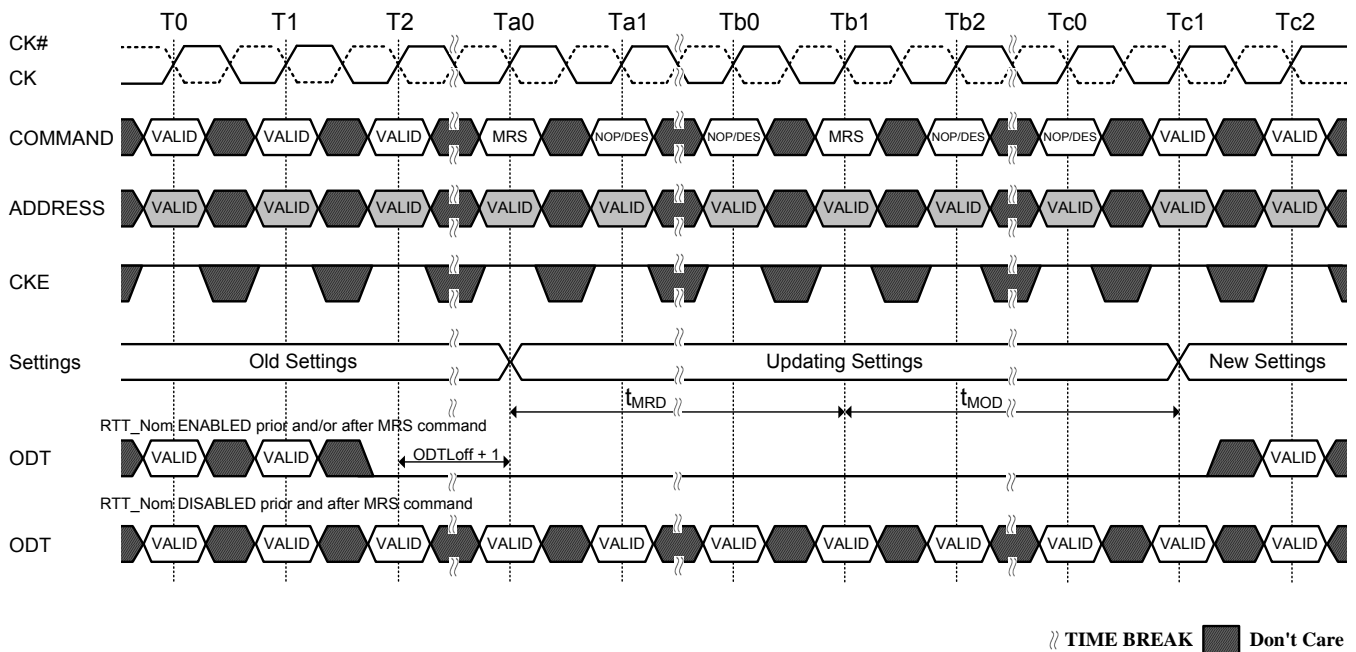 T0 T1 T2 Ta0 Ta1 Tb0 Tb1 Tb2 Tc0 Tc1 Tc2
CK#
CK
COMMAND VALID VALID VALID MRS NOP/DES NOP/DES MRS NOP/DES NOP/DES VALID VALID
ADDRESS VALID VALID VALID VALID VALID VALID VALID VALID VALID VALID VALID
CKE
Settings Old Settings Updating Settings New Settings
tMRD tMOD
RTT_Nom ENABLED prior and/or after MRS command
ODT VALID VALID ODTLoff + 1 VALID
RTT_Nom DISABLED prior and after MRS command
ODT VALID VALID VALID VALID VALID VALID VALID VALID VALID VALID VALID
TIME BREAK Don't Care